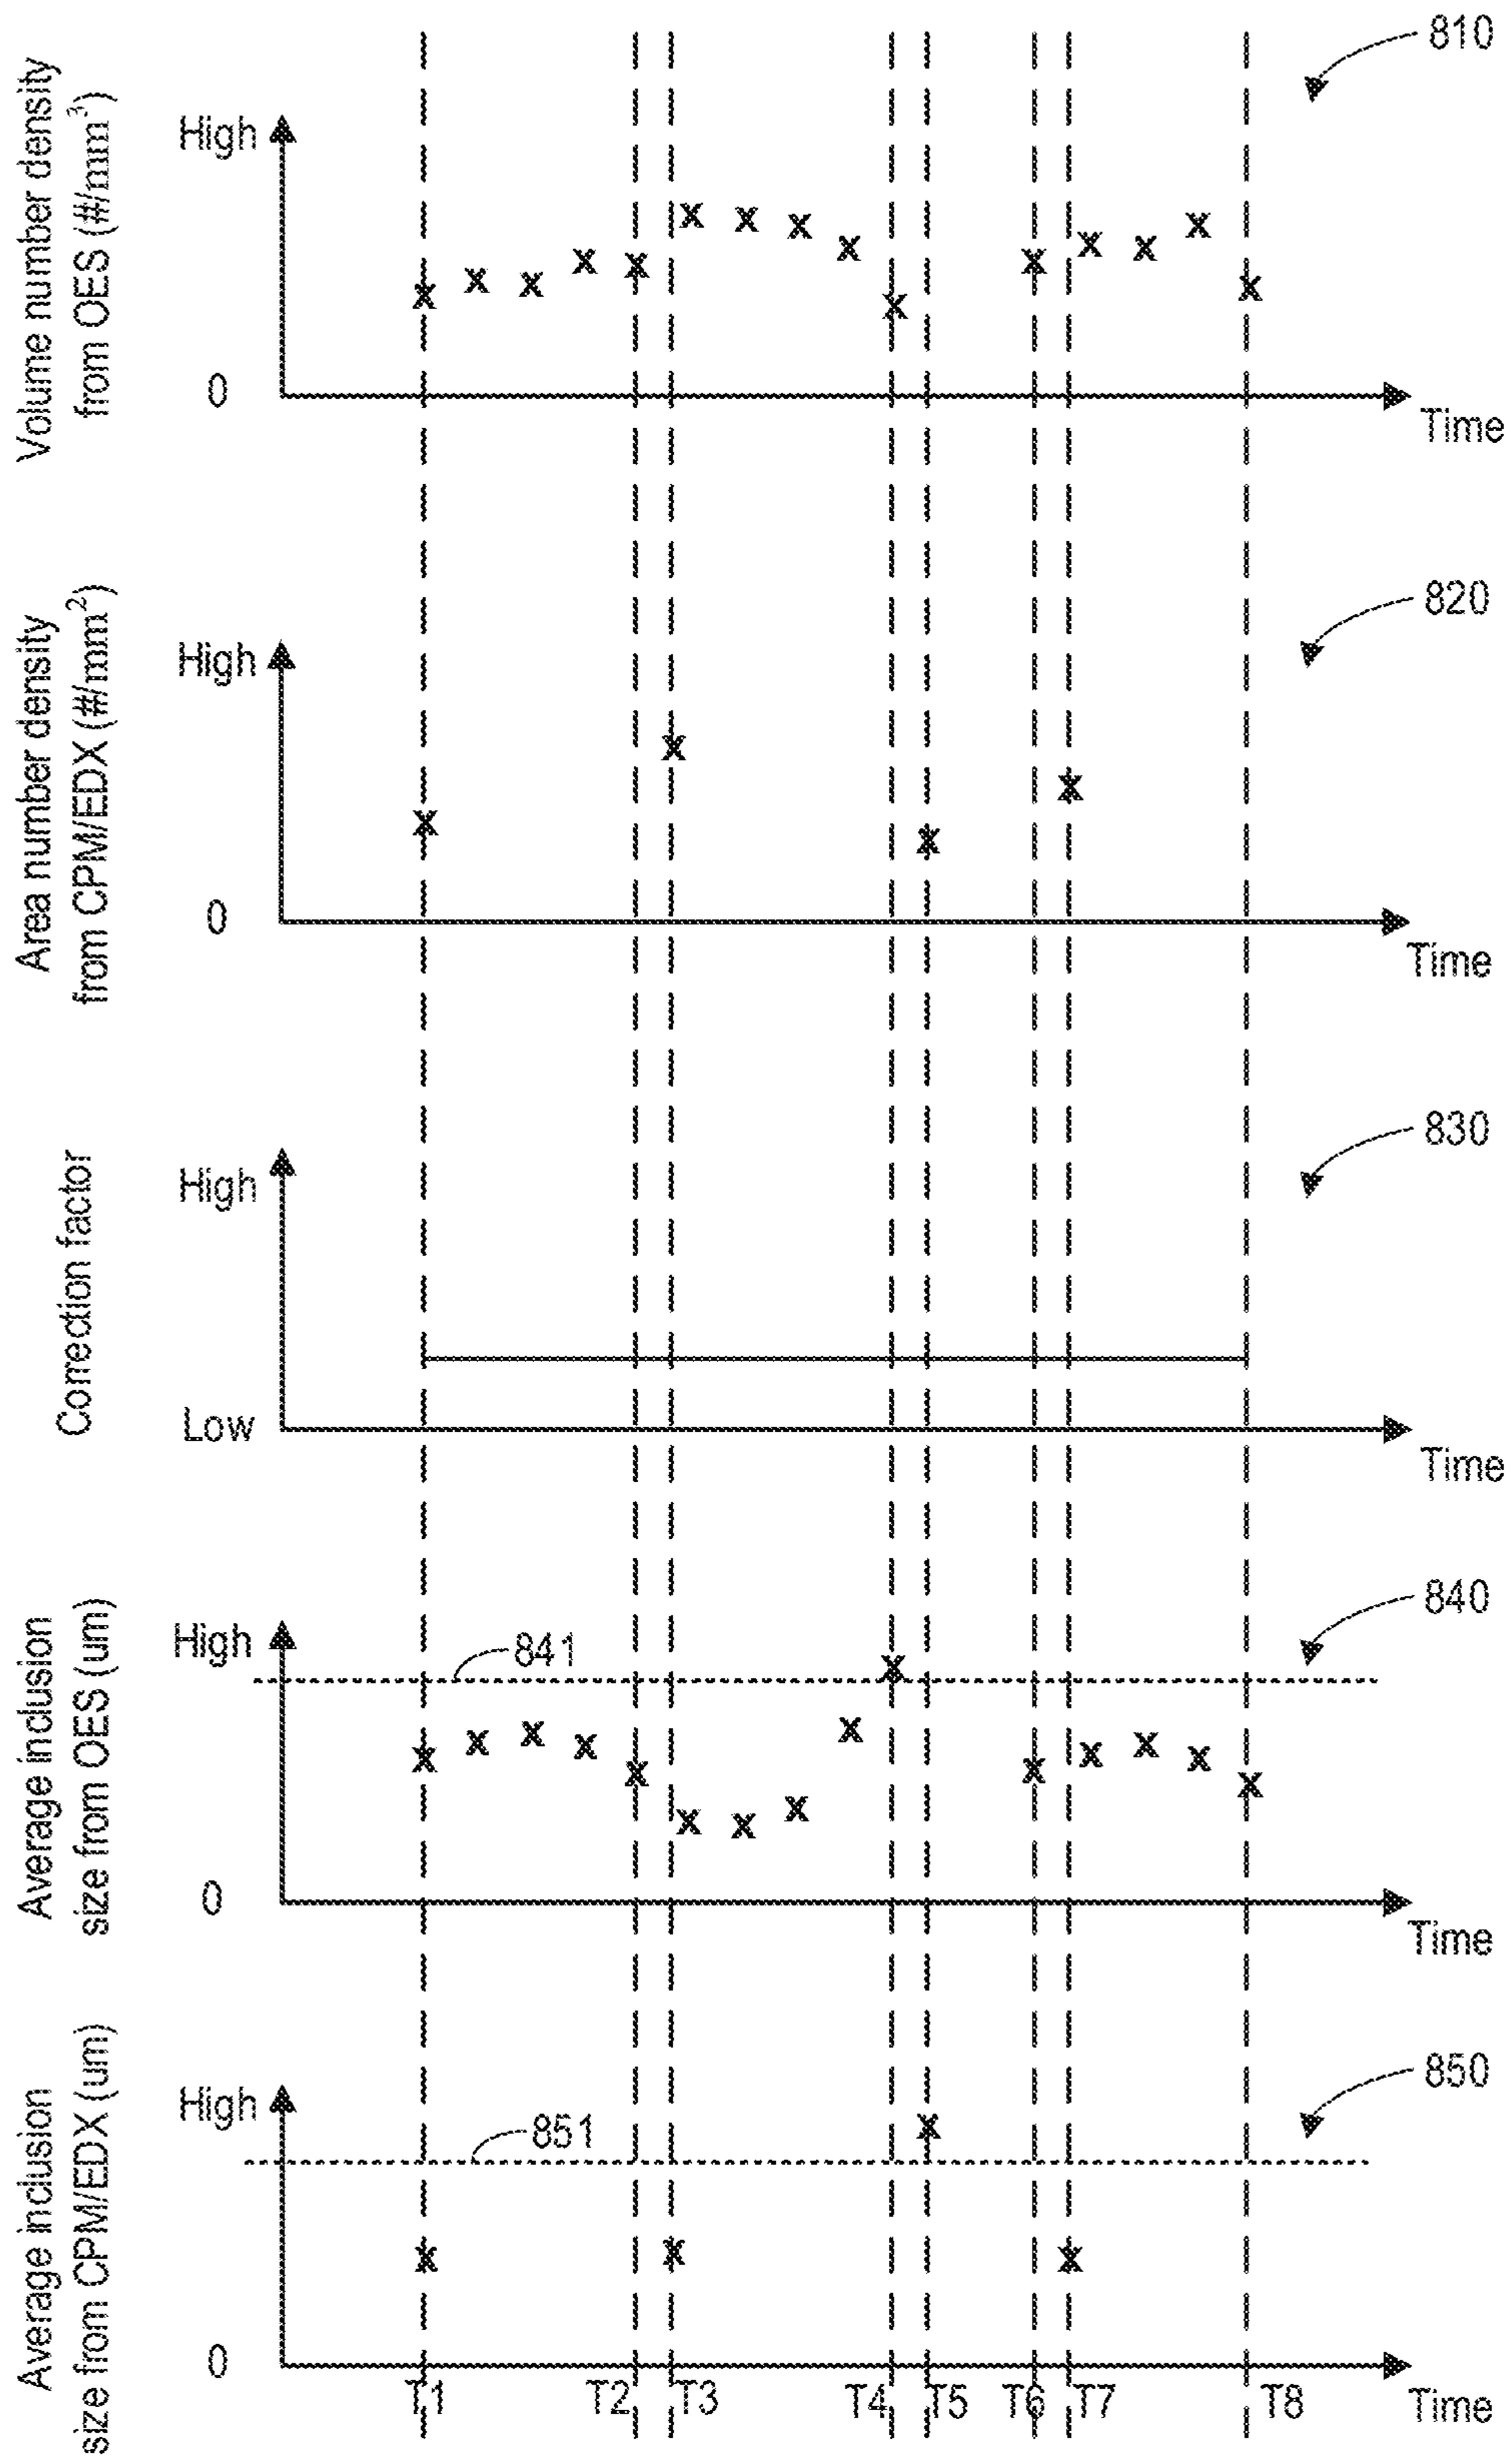 810
Volume number density
from OES (#/mm³)
High
0
Time
820
Area number density
from CPM/EDX (#/mm²)
High
0
Time
830
Correction factor
High
Low
Time
840
Average inclusion
size from OES (um)
High
841
0
Time
850
Average inclusion
size from CPM/EDX (um)
High
851
0
T1 T2 T3 T4 T5 T6 T7 T8
Time